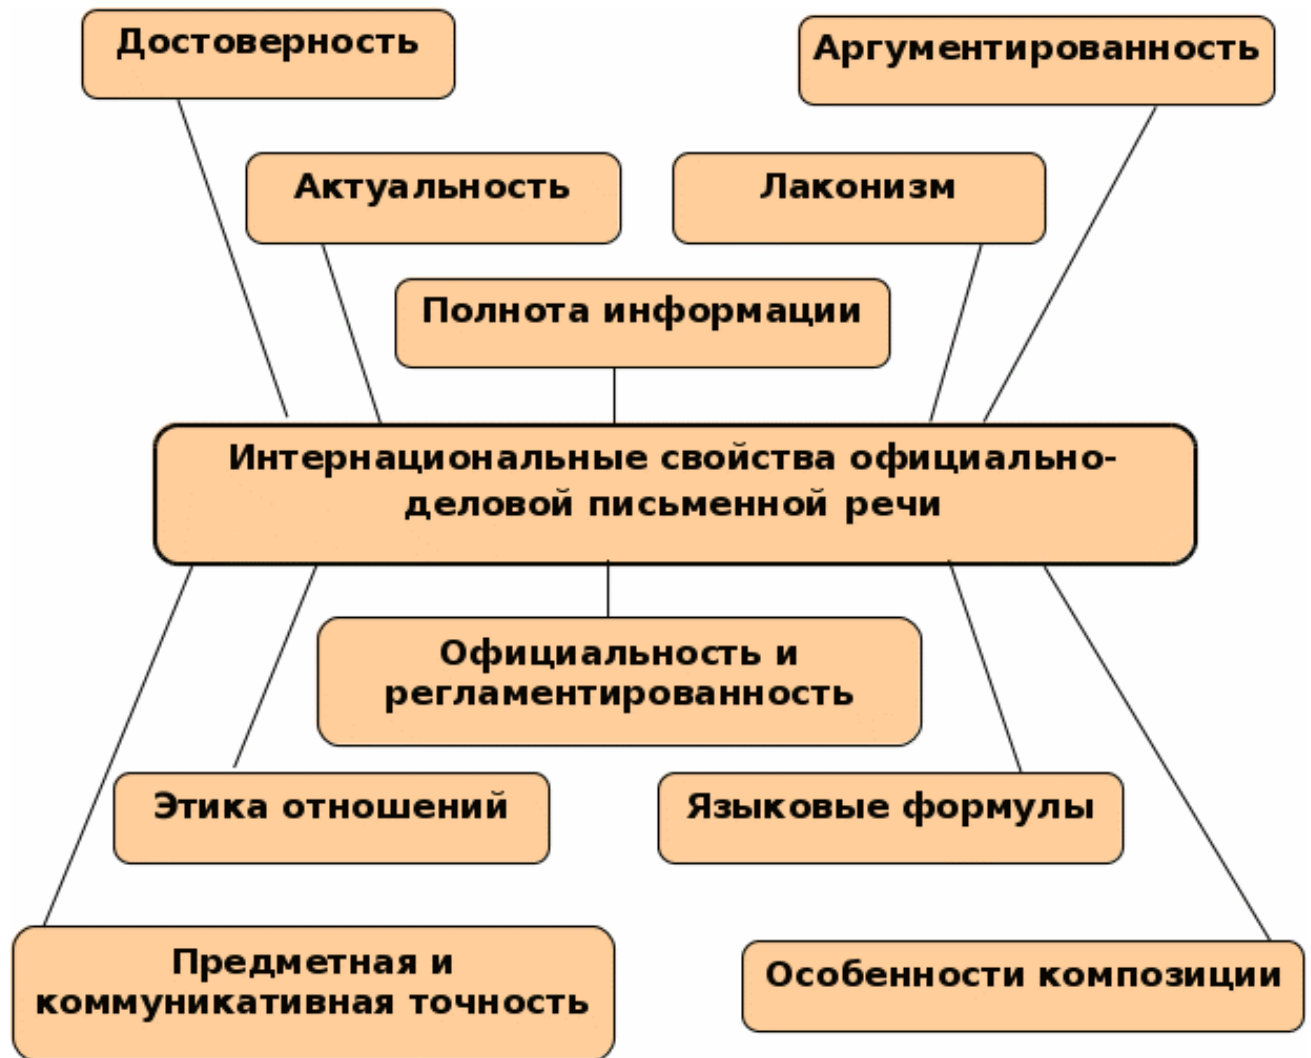 Достоверность
Аргументированность
Актуальность
Лаконизм
Полнота информации
Интернациональные свойства официально-
деловой письменной речи
Официальность и
регламентированность
Этика отношений
Языковые формулы
Предметная и
коммуникативная точность
Особенности композиции